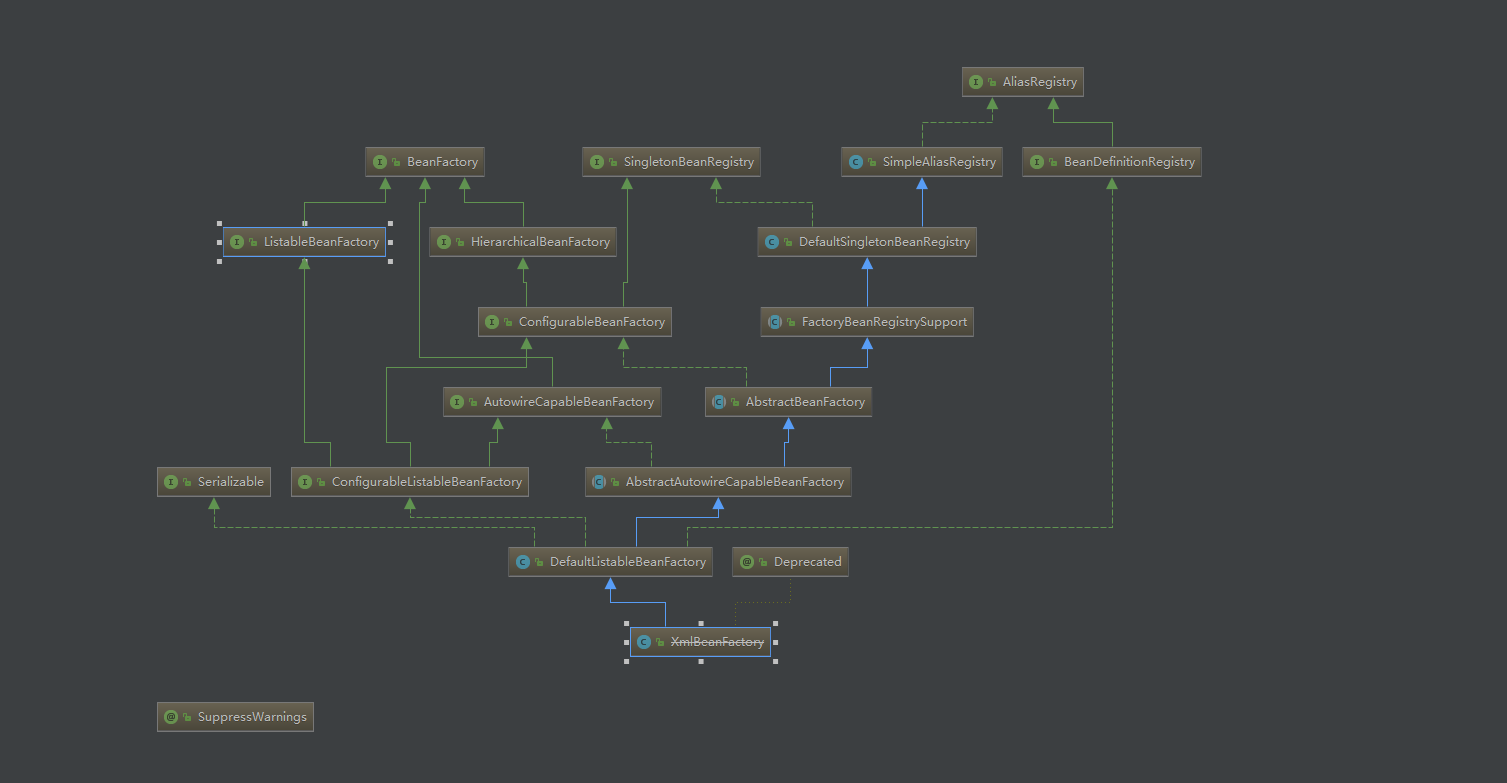 AliasRegistry
BeanFactory
SingletonBeanRegistry
SimpleAliasRegistry
BeanDefinitionRegistry
ListableBeanFactory
HierarchicalBeanFactory
DefaultSingletonBeanRegistry
ConfigurableBeanFactory
FactoryBeanRegistrySupport
AutowireCapableBeanFactory
AbstractBeanFactory
Serializable
ConfigurableListableBeanFactory
AbstractAutowireCapableBeanFactory
DefaultListableBeanFactory
Deprecated
XmlBeanFactory
SuppressWarnings